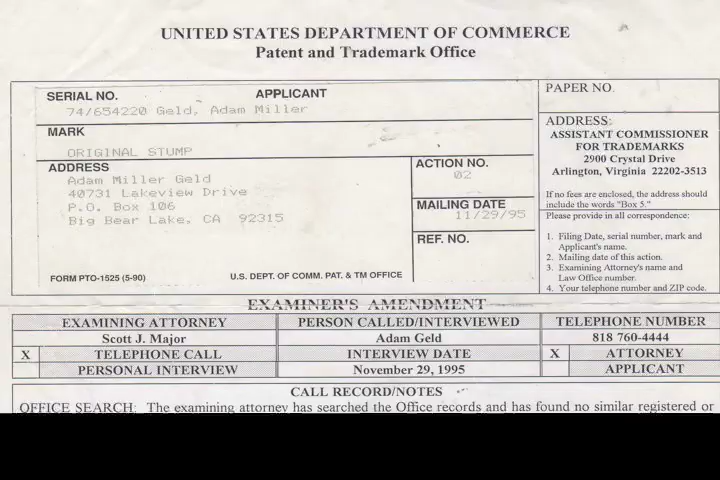 UNITED STATES DEPARTMENT OF COMMERCE
Patent and Trademark Office
SERIAL NO. APPLICANT
74/654220 Geld, Adam Miller
MARK
ORIGINAL STUMP
ADDRESS
Adam Miller Geld
40731 Lakeview Drive
P.O. Box 106
Big Bear Lake, CA 92315
FORM PTO-1525 (5-90) U.S. DEPT. OF COMM. PAT. & TM OFFICE
ACTION NO.
02
MAILING DATE
11/29/95
REF. NO.
PAPER NO.
ADDRESS:
ASSISTANT COMMISSIONER
FOR TRADEMARKS
2900 Crystal Drive
Arlington, Virginia 22202-3513
If no fees are enclosed, the address should
include the words "Box 5."
Please provide in all correspondence:
1. Filing Date, serial number, mark and
Applicant's name.
2. Mailing date of this action.
3. Examining Attorney's name and
Law Office number.
4. Your telephone number and ZIP code.
EXAMINER'S AMENDMENT
EXAMINING ATTORNEY PERSON CALLED/INTERVIEWED TELEPHONE NUMBER
Scott J. Major Adam Geld 818 760-4444
X TELEPHONE CALL INTERVIEW DATE X ATTORNEY
PERSONAL INTERVIEW November 29, 1995 APPLICANT
CALL RECORD/NOTES
OFFICE SEARCH: The examining attorney has searched the Office records and has found no similar registered or